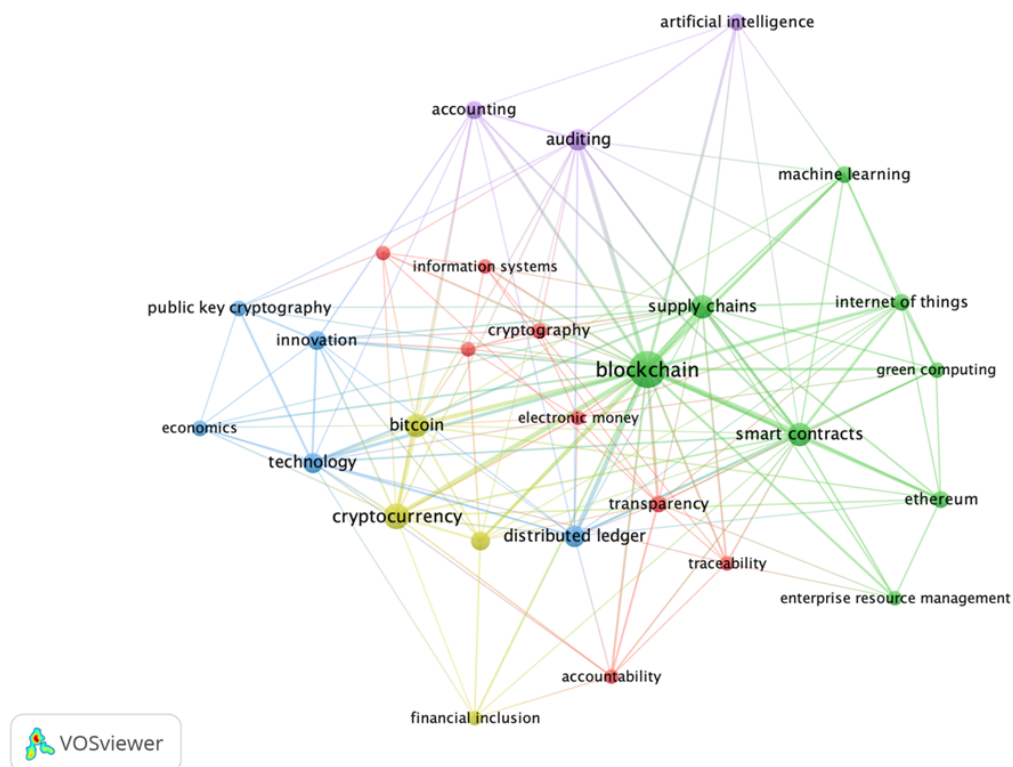 artificial intelligence
accounting
auditing
machine learning
information systems
public key cryptography
supply chains
internet of things
cryptography
innovation
blockchain
green computing
electronic money
bitcoin
economics
smart contracts
technology
ethereum
transparency
cryptocurrency
distributed ledger
traceability
enterprise resource management
accountability
financial inclusion
VOSviewer